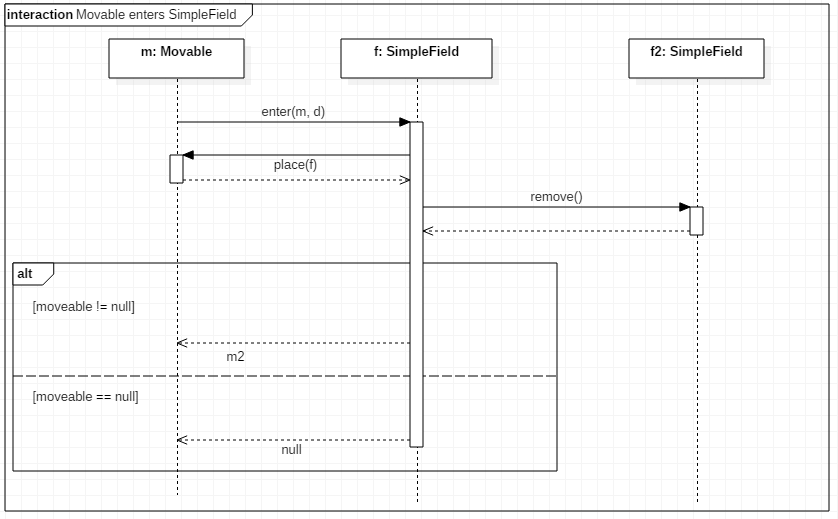 interaction Movable enters SimpleField
m: Movable
f: SimpleField
f2: SimpleField
enter(m, d)
place(f)
remove()
alt
[moveable != null]
m2
[moveable == null]
null